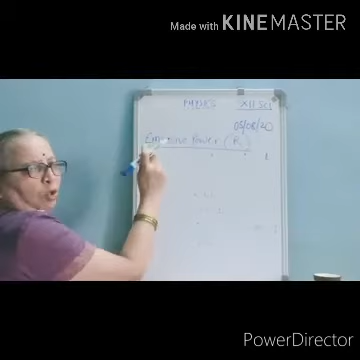 Made with KINEMASTER
PHYSICS XII SCI
05/08/20
Emissive Power (
PowerDirector